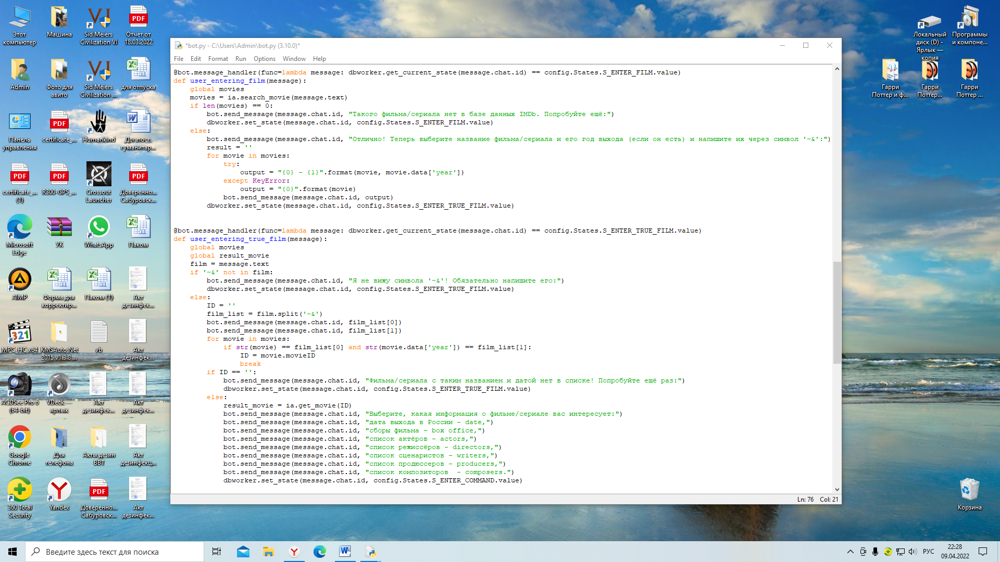 Этот компьютер
Машина
Sid Meiers Civilization VI
Отчет от 18.03.2022
Admin
Фото для авито
Sid Meiers Civilization ...
для отпуска
Панель управления
certificate_...
Humankind
Дог.пост. гуманитар...
certificate_... (1)
R300-GPS_...
Crossout Launcher
Доверенно... Сабуровск...
Microsoft Edge
УК
WhatsApp
Паком
AIMP
Форма для корректир...
Паком (1)
Акт дезинфек...
MPC-HC x64
KMSAuto Net 2015 v1.3.8 ...
vb
Акт дезинфек...
ACDSee Pro 6 (64-bit)
VDeck — ярлык
Акт дезинфек...
Акт дезинфек...
Google Chrome
Для телефона
Акты дезин ВВТ
Акт дезинфекц...
360 Total Security
Yandex
Доверенно... Сабуровск...
Акт дезинфек...
*bot.py - C:\Users\Admin\bot.py (3.10.0)*
File Edit Format Run Options Window Help
@bot.message_handler(func=lambda message: dbworker.get_current_state(message.chat.id) == config.States.S_ENTER_FILM.value)
def user_entering_film(message):
    global movies
    movies = ia.search_movie(message.text)
    if len(movies) == 0:
        bot.send_message(message.chat.id, "Такого фильма/сериала нет в базе данных IMDb. Попробуйте ещё:")
        dbworker.set_state(message.chat.id, config.States.S_ENTER_FILM.value)
    else:
        bot.send_message(message.chat.id, "Отлично! Теперь выберите название фильма/сериала и его год выхода (если он есть) и напишите их через символ '~&':")
        result = ''
        for movie in movies:
            try:
                output = "{0} - {1}".format(movie, movie.data['year'])
            except KeyError:
                output = "{0}".format(movie)
            bot.send_message(message.chat.id, output)
        dbworker.set_state(message.chat.id, config.States.S_ENTER_TRUE_FILM.value)
@bot.message_handler(func=lambda message: dbworker.get_current_state(message.chat.id) == config.States.S_ENTER_TRUE_FILM.value)
def user_entering_true_film(message):
    global movies
    global result_movie
    film = message.text
    if '~&' not in film:
        bot.send_message(message.chat.id, "Я не вижу символа '~&'! Обязательно напишите его:")
        dbworker.set_state(message.chat.id, config.States.S_ENTER_TRUE_FILM.value)
    else:
        ID = ''
        film_list = film.split('~&')
        bot.send_message(message.chat.id, film_list[0])
        bot.send_message(message.chat.id, film_list[1])
        for movie in movies:
            if str(movie) == film_list[0] and str(movie.data['year']) == film_list[1]:
                ID = movie.movieID
                break
        if ID == '':
            bot.send_message(message.chat.id, "Фильма/сериала с таким названием и датой нет в списке! Попробуйте ещё раз:")
            dbworker.set_state(message.chat.id, config.States.S_ENTER_TRUE_FILM.value)
        else:
            result_movie = ia.get_movie(ID)
            bot.send_message(message.chat.id, "Выберите, какая информация о фильме/сериале вас интересует:")
            bot.send_message(message.chat.id, "дата выхода в России - date,")
            bot.send_message(message.chat.id, "сборы фильма - box office,")
            bot.send_message(message.chat.id, "список актёров - actors,")
            bot.send_message(message.chat.id, "список режиссёров - directors,")
            bot.send_message(message.chat.id, "список сценаристов - writers,")
            bot.send_message(message.chat.id, "список продюссеров - producers,")
            bot.send_message(message.chat.id, "список композиторов  - composers.")
            dbworker.set_state(message.chat.id, config.States.S_ENTER_COMMAND.value)
Ln: 76 Col: 21
Локальный диск (D) - Ярлык — копия
Программы и компоне...
Гарри Поттер и ф...
Гарри Поттер...
Гарри Поттер ...
Корзина
Введите здесь текст для поиска
РУС
22:28
09.04.2022